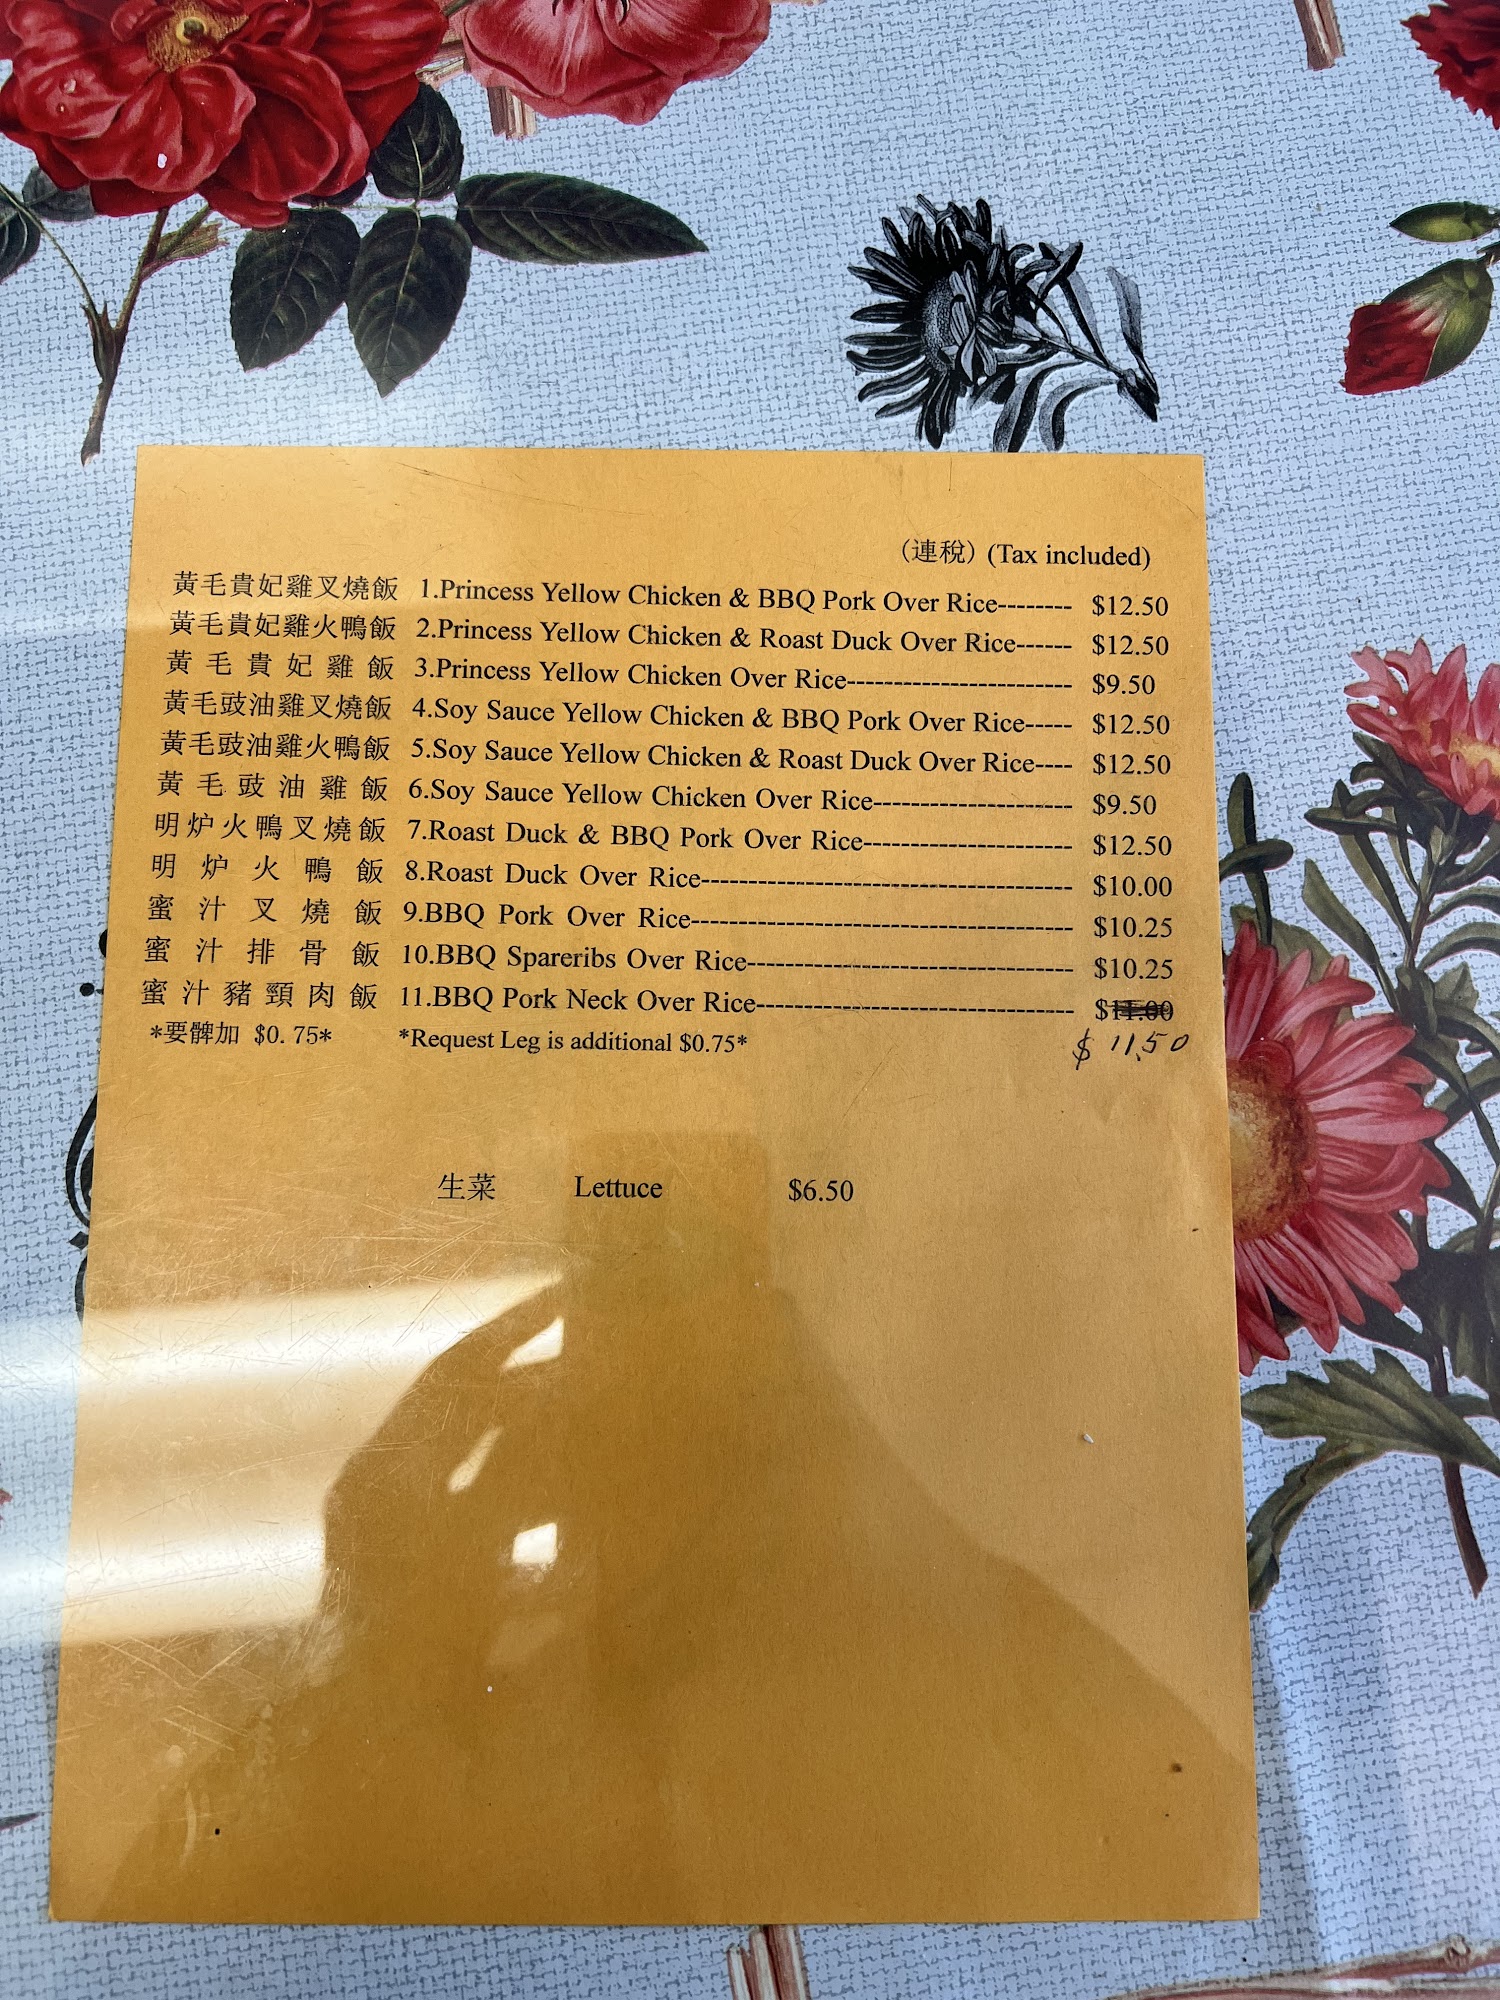 （連稅）(Tax included)
黃毛貴妃雞叉燒飯 1.Princess Yellow Chicken & BBQ Pork Over Rice-------- $12.50
黃毛貴妃雞火鴨飯 2.Princess Yellow Chicken & Roast Duck Over Rice------ $12.50
黃毛貴妃雞飯 3.Princess Yellow Chicken Over Rice------------------------ $9.50
黃毛豉油雞叉燒飯 4.Soy Sauce Yellow Chicken & BBQ Pork Over Rice----- $12.50
黃毛豉油雞火鴨飯 5.Soy Sauce Yellow Chicken & Roast Duck Over Rice---- $12.50
黃毛豉油雞飯 6.Soy Sauce Yellow Chicken Over Rice--------------------- $9.50
明炉火鴨叉燒飯 7.Roast Duck & BBQ Pork Over Rice---------------------- $12.50
明炉火鴨飯 8.Roast Duck Over Rice--------------------------------------- $10.00
蜜汁叉燒飯 9.BBQ Pork Over Rice---------------------------------------- $10.25
蜜汁排骨飯 10.BBQ Spareribs Over Rice---------------------------------- $10.25
蜜汁豬頸肉飯 11.BBQ Pork Neck Over Rice--------------------------------- $11.00
*要髀加 $0.75* *Request Leg is additional $0.75* $ 11.50
生菜 Lettuce $6.50